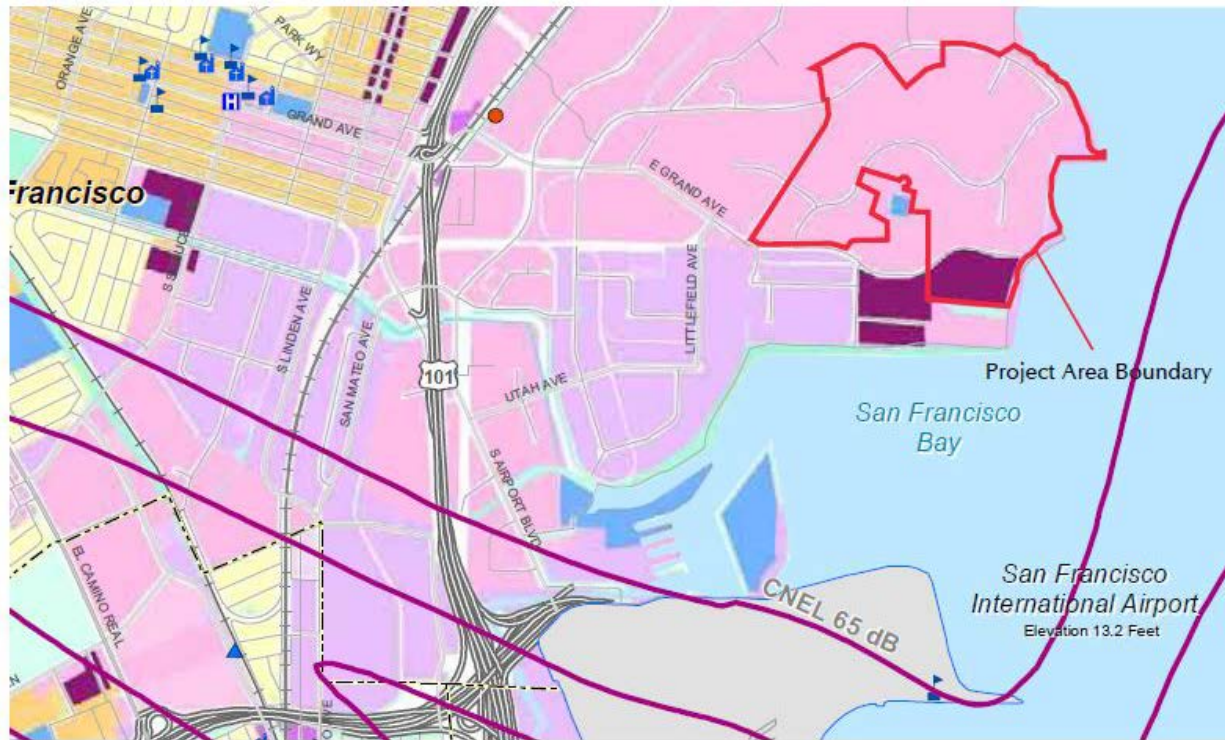 ORANGE AVE
PARK WY
H
GRAND AVE
E GRAND AVE
Francisco
LITTLEFIELD AVE
S LINDEN AVE
SAN MATEO AVE
101
UTAH AVE
Project Area Boundary
San Francisco
Bay
S AIRPORT BLVD
EL CAMINO REAL
CNEL 65 dB
San Francisco
International Airport
Elevation 13.2 Feet